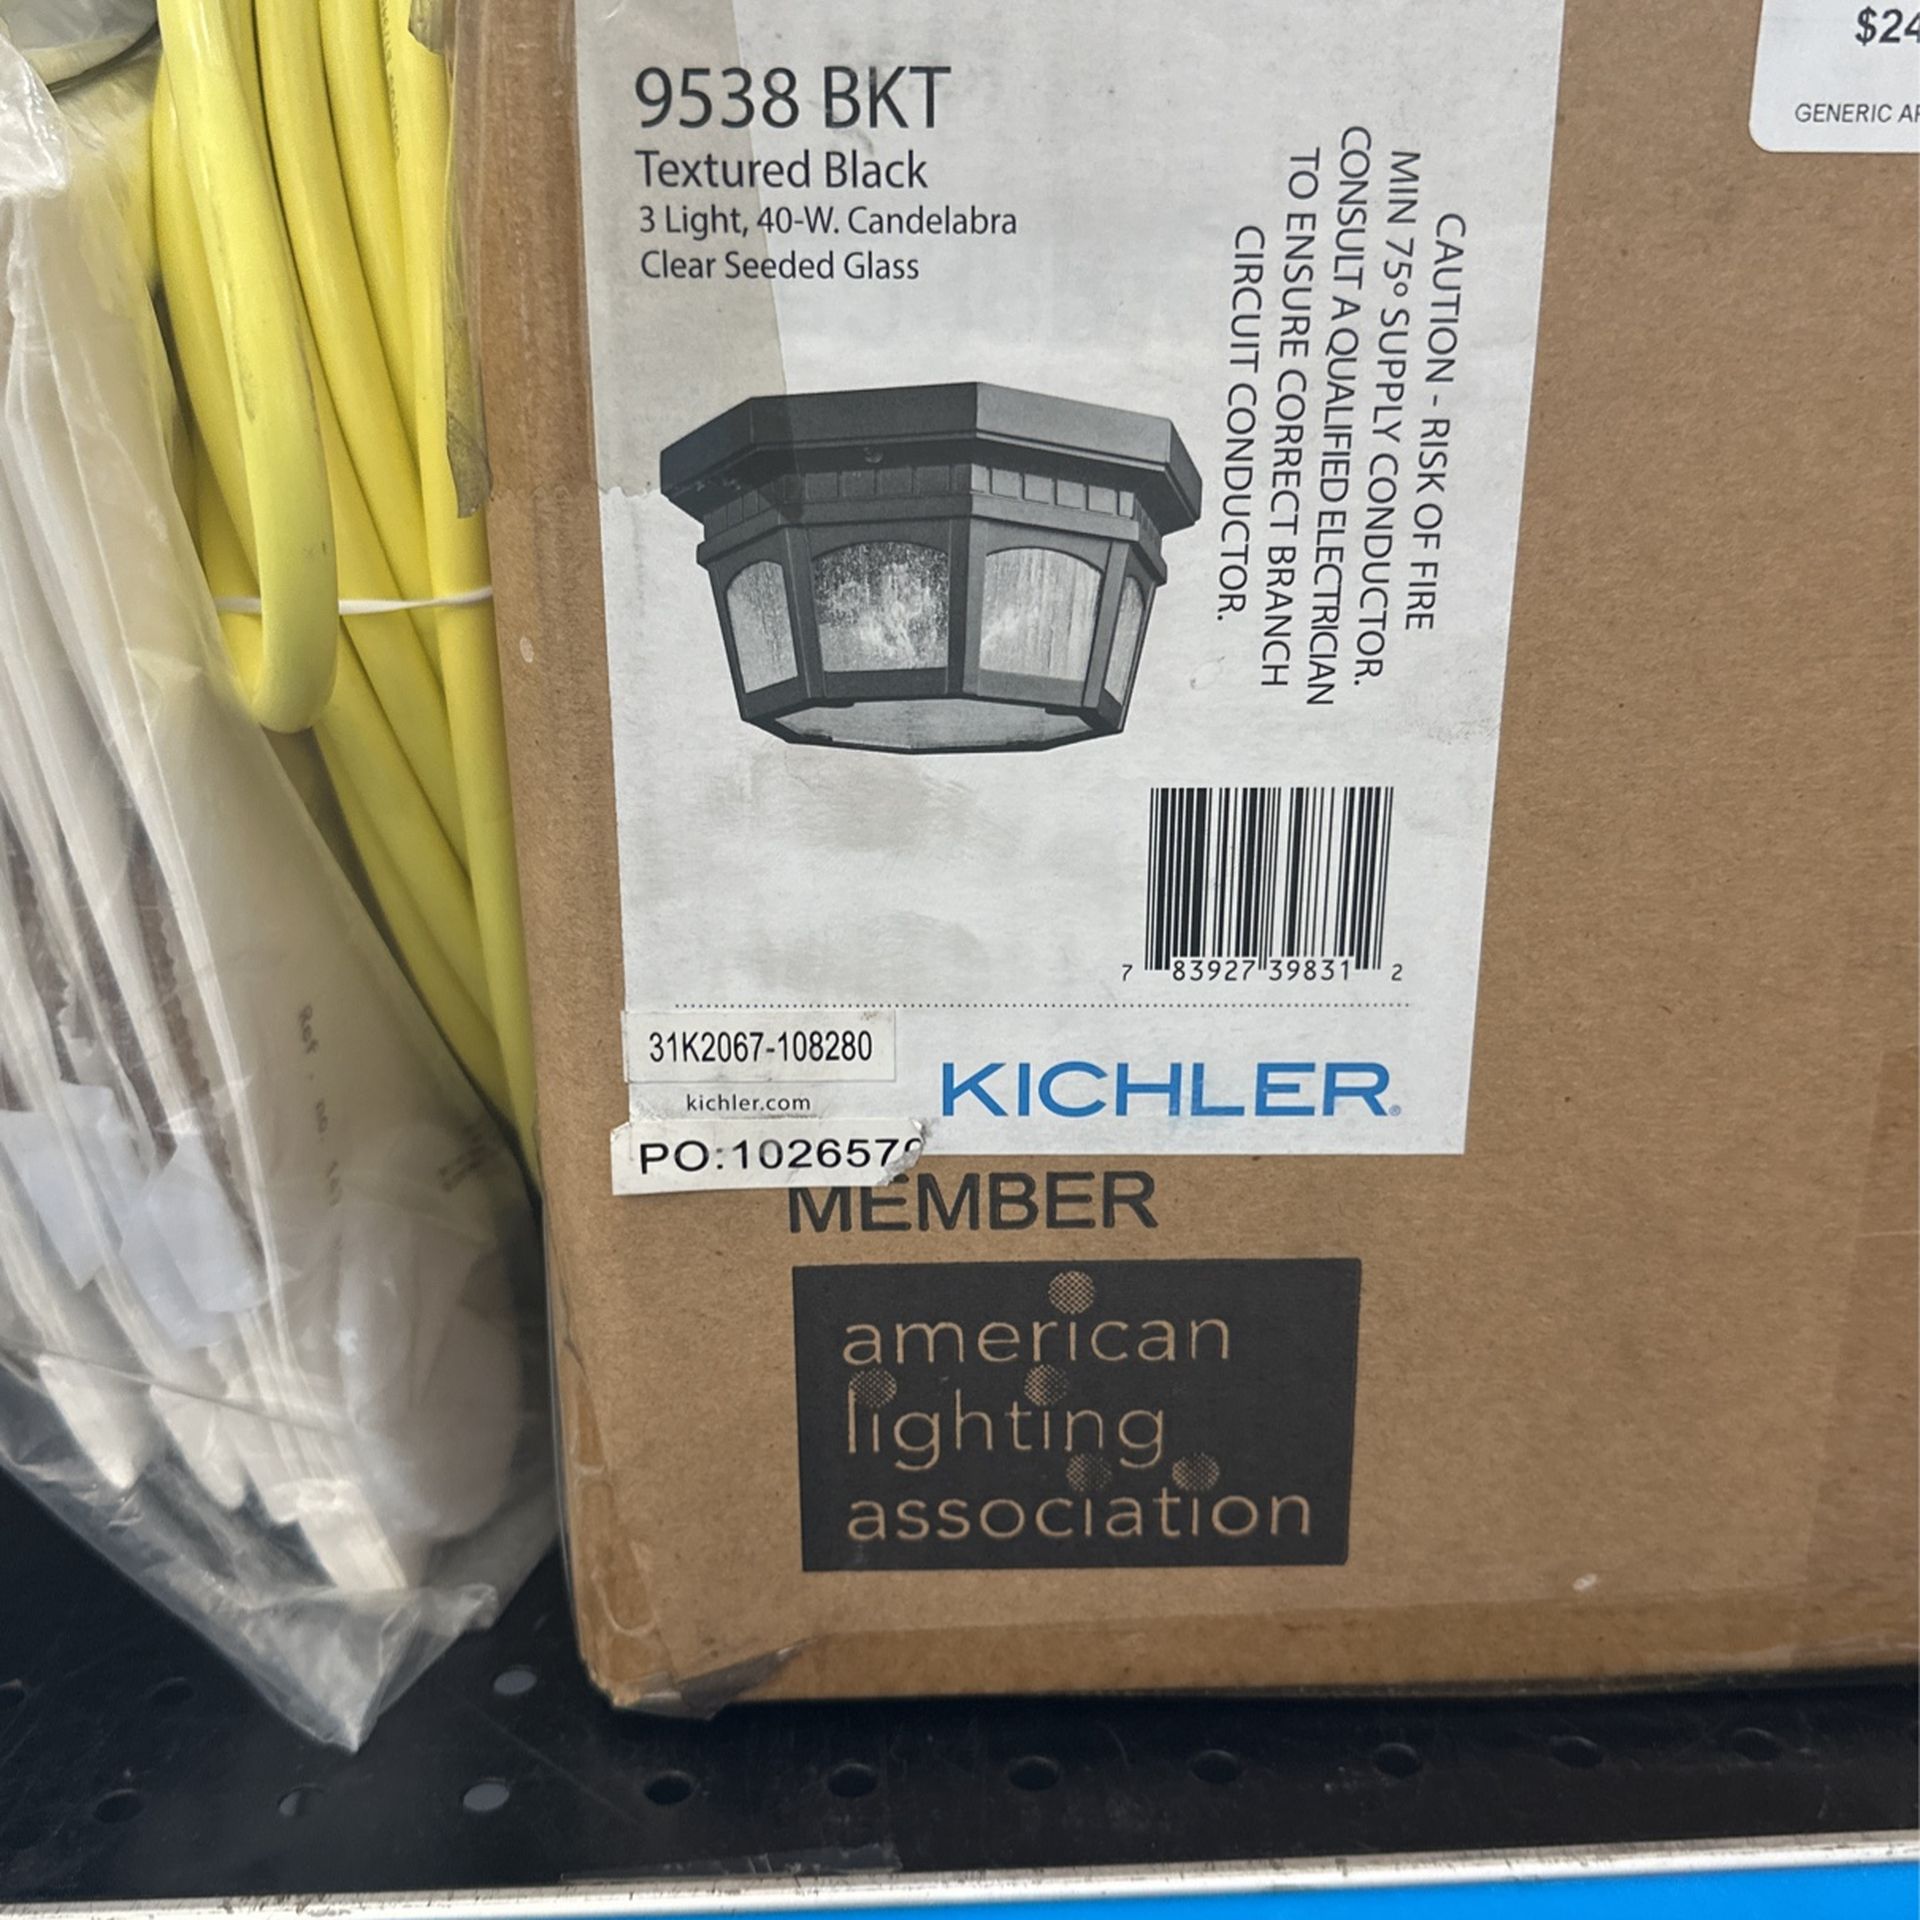 $24
GENERIC
9538 BKT
Textured Black
3 Light, 40-W. Candelabra
Clear Seeded Glass
CAUTION - RISK OF FIRE
MIN 75° SUPPLY CONDUCTOR.
CONSULT A QUALIFIED ELECTRICIAN
TO ENSURE CORRECT BRANCH
CIRCUIT CONDUCTOR.
7 83927 39831 2
31K2067-108280
kichler.com
KICHLER®
PO:1026570
MEMBER
american
lighting
association